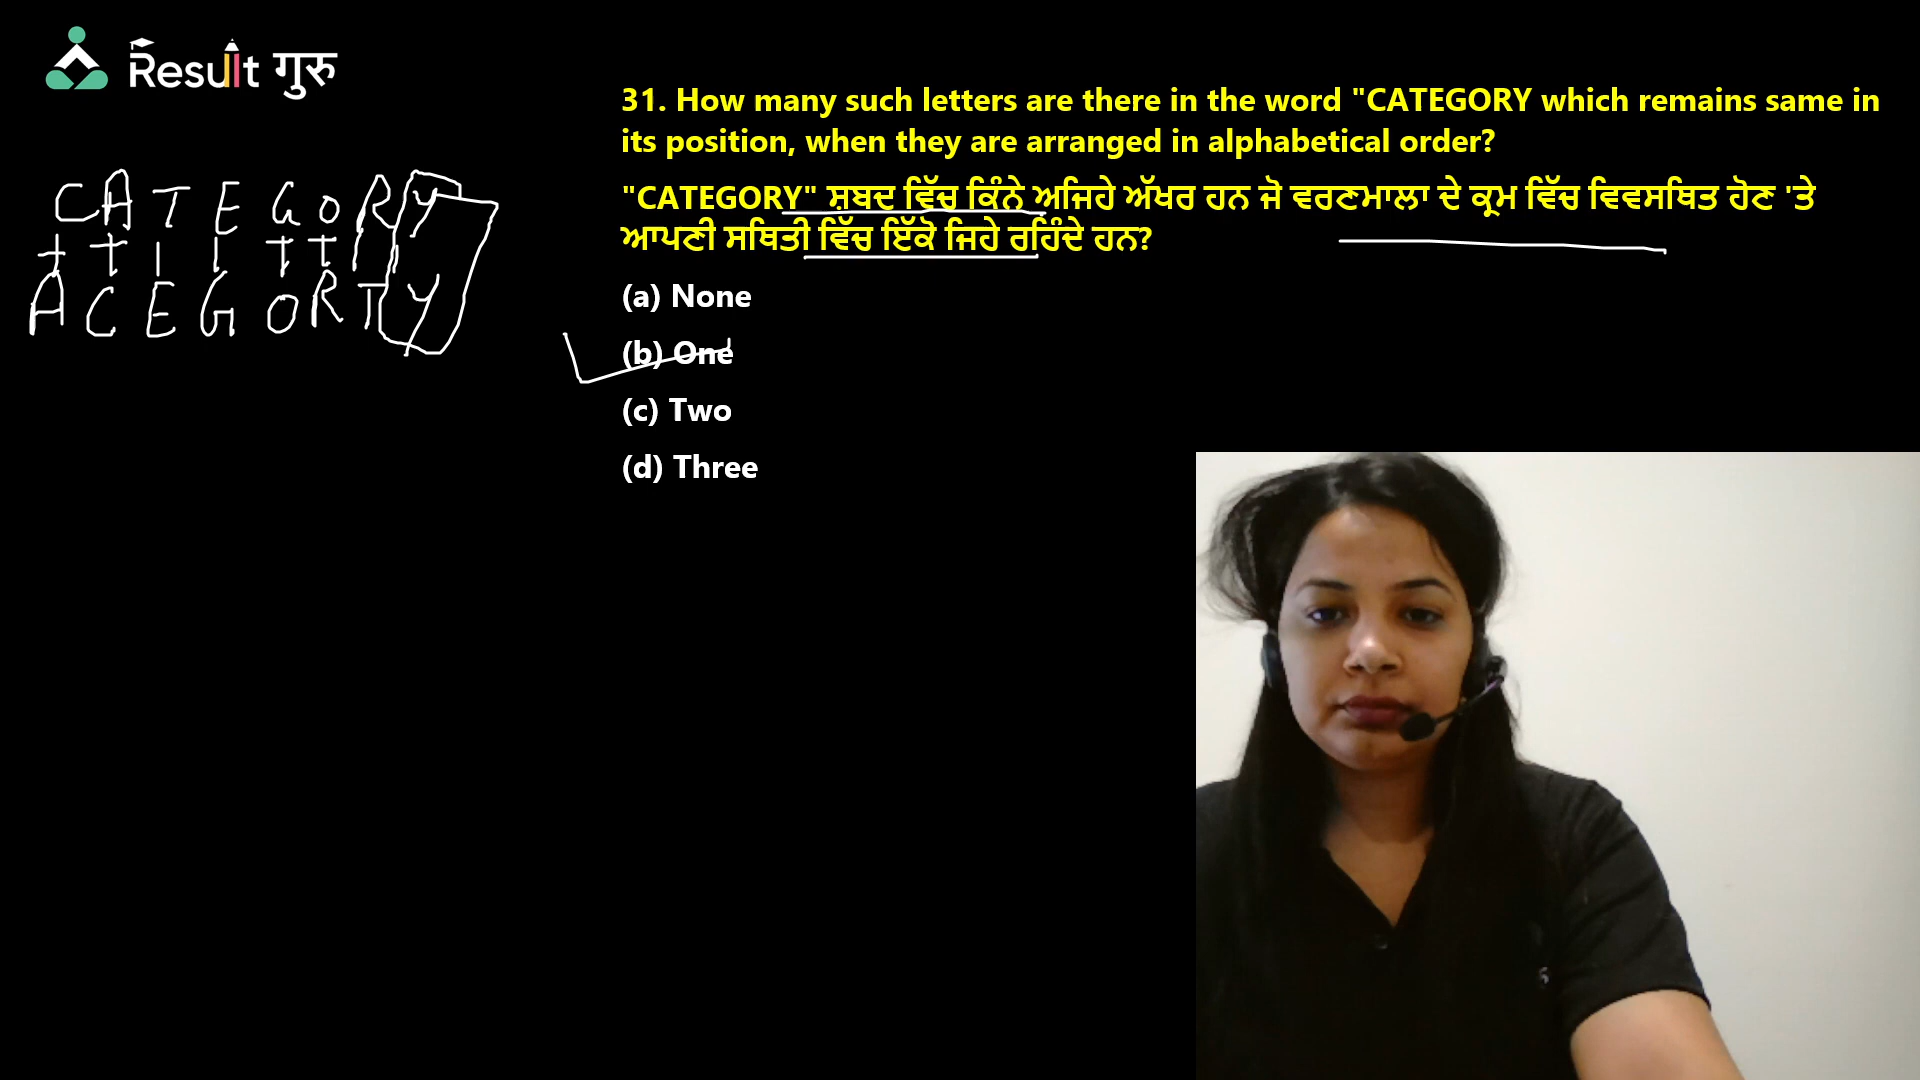 Result गुरु
31. How many such letters are there in the word "CATEGORY which remains same in
its position, when they are arranged in alphabetical order?
"CATEGORY" ਸ਼ਬਦ ਵਿੱਚ ਕਿੰਨੇ ਅਜਿਹੇ ਅੱਖਰ ਹਨ ਜੋ ਵਰਣਮਾਲਾ ਦੇ ਕ੍ਰਮ ਵਿੱਚ ਵਿਵਸਥਿਤ ਹੋਣ 'ਤੇ
ਆਪਣੀ ਸਥਿਤੀ ਵਿੱਚ ਇੱਕੋ ਜਿਹੇ ਰਹਿੰਦੇ ਹਨ?
(a) None
(b) One
(c) Two
(d) Three
C A T E G O R Y
A C E G O R T Y